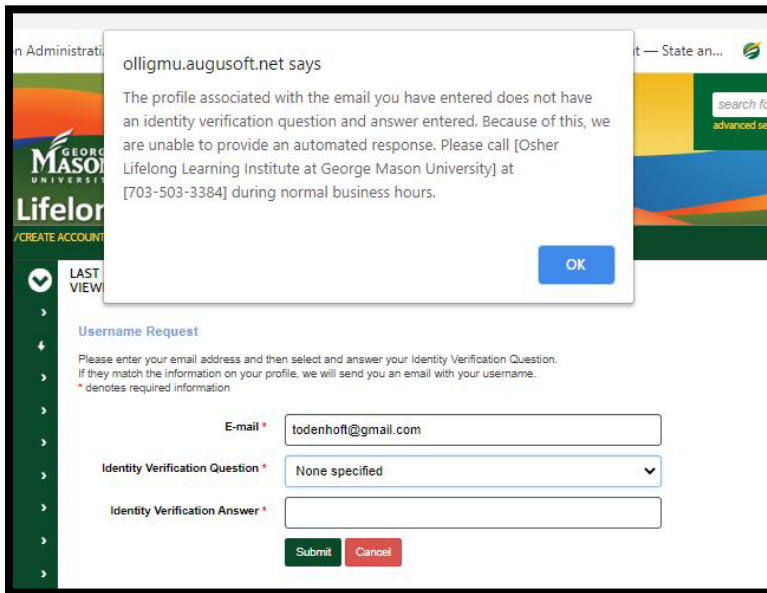 n Administrati
t — State an...
olligmu.augusoft.net says
The profile associated with the email you have entered does not have
an identity verification question and answer entered. Because of this, we
are unable to provide an automated response. Please call [Osher
Lifelong Learning Institute at George Mason University] at
[703-503-3384] during normal business hours.
OK
search fo
advanced se
GEORG
MASON
UNIVERSI
Lifelon
/CREATE ACCOUNT
LAST
VIEW
Username Request
Please enter your email address and then select and answer your Identity Verification Question.
If they match the information on your profile, we will send you an email with your username.
* denotes required information
E-mail *
todenhoft@gmail.com
Identity Verification Question *
None specified
Identity Verification Answer *
Submit
Cancel